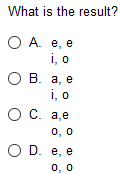 What is the result?
A. e, e
i, o
B. a, e
i, o
C. a,e
o, o
D. e, e
o, o